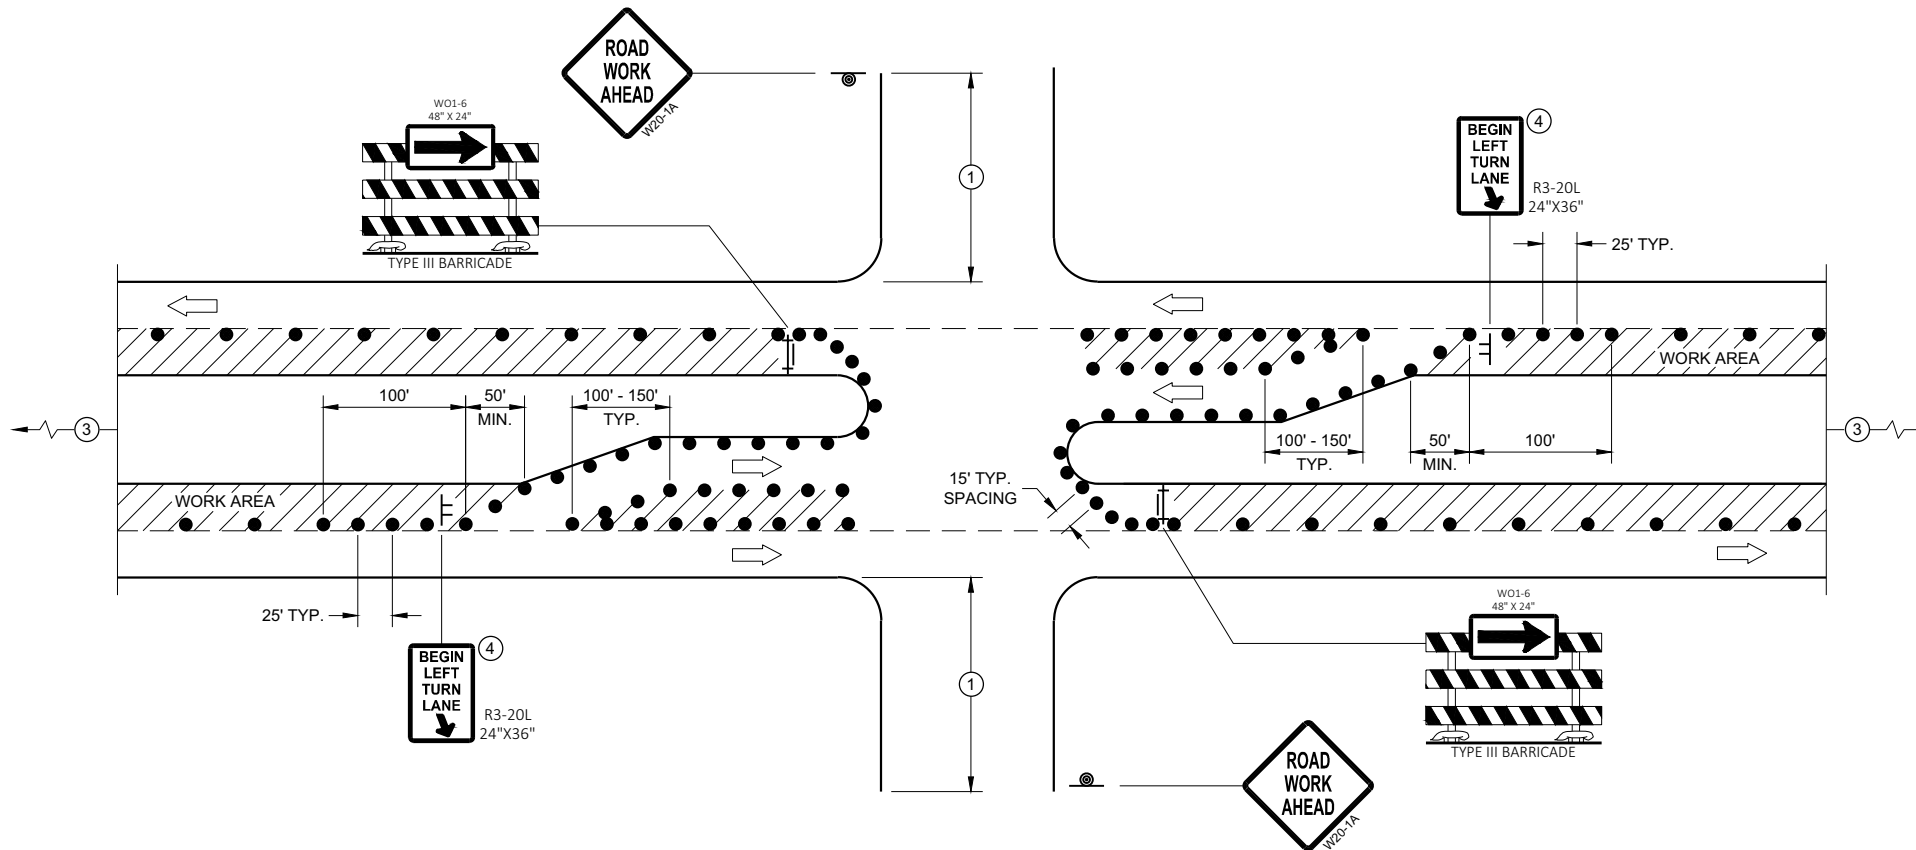 ROAD
WORK
AHEAD
W20-1A
WO1-6
48" X 24"
TYPE III BARRICADE
1
BEGIN
LEFT
TURN
LANE
4
R3-20L
24"X36"
25' TYP.
WORK AREA
100'
50'
MIN.
100' - 150'
TYP.
3
100' - 150'
TYP.
50'
MIN.
100'
3
WORK AREA
15' TYP.
SPACING
25' TYP.
BEGIN
LEFT
TURN
LANE
4
R3-20L
24"X36"
1
WO1-6
48" X 24"
TYPE III BARRICADE
ROAD
WORK
AHEAD
W20-1A